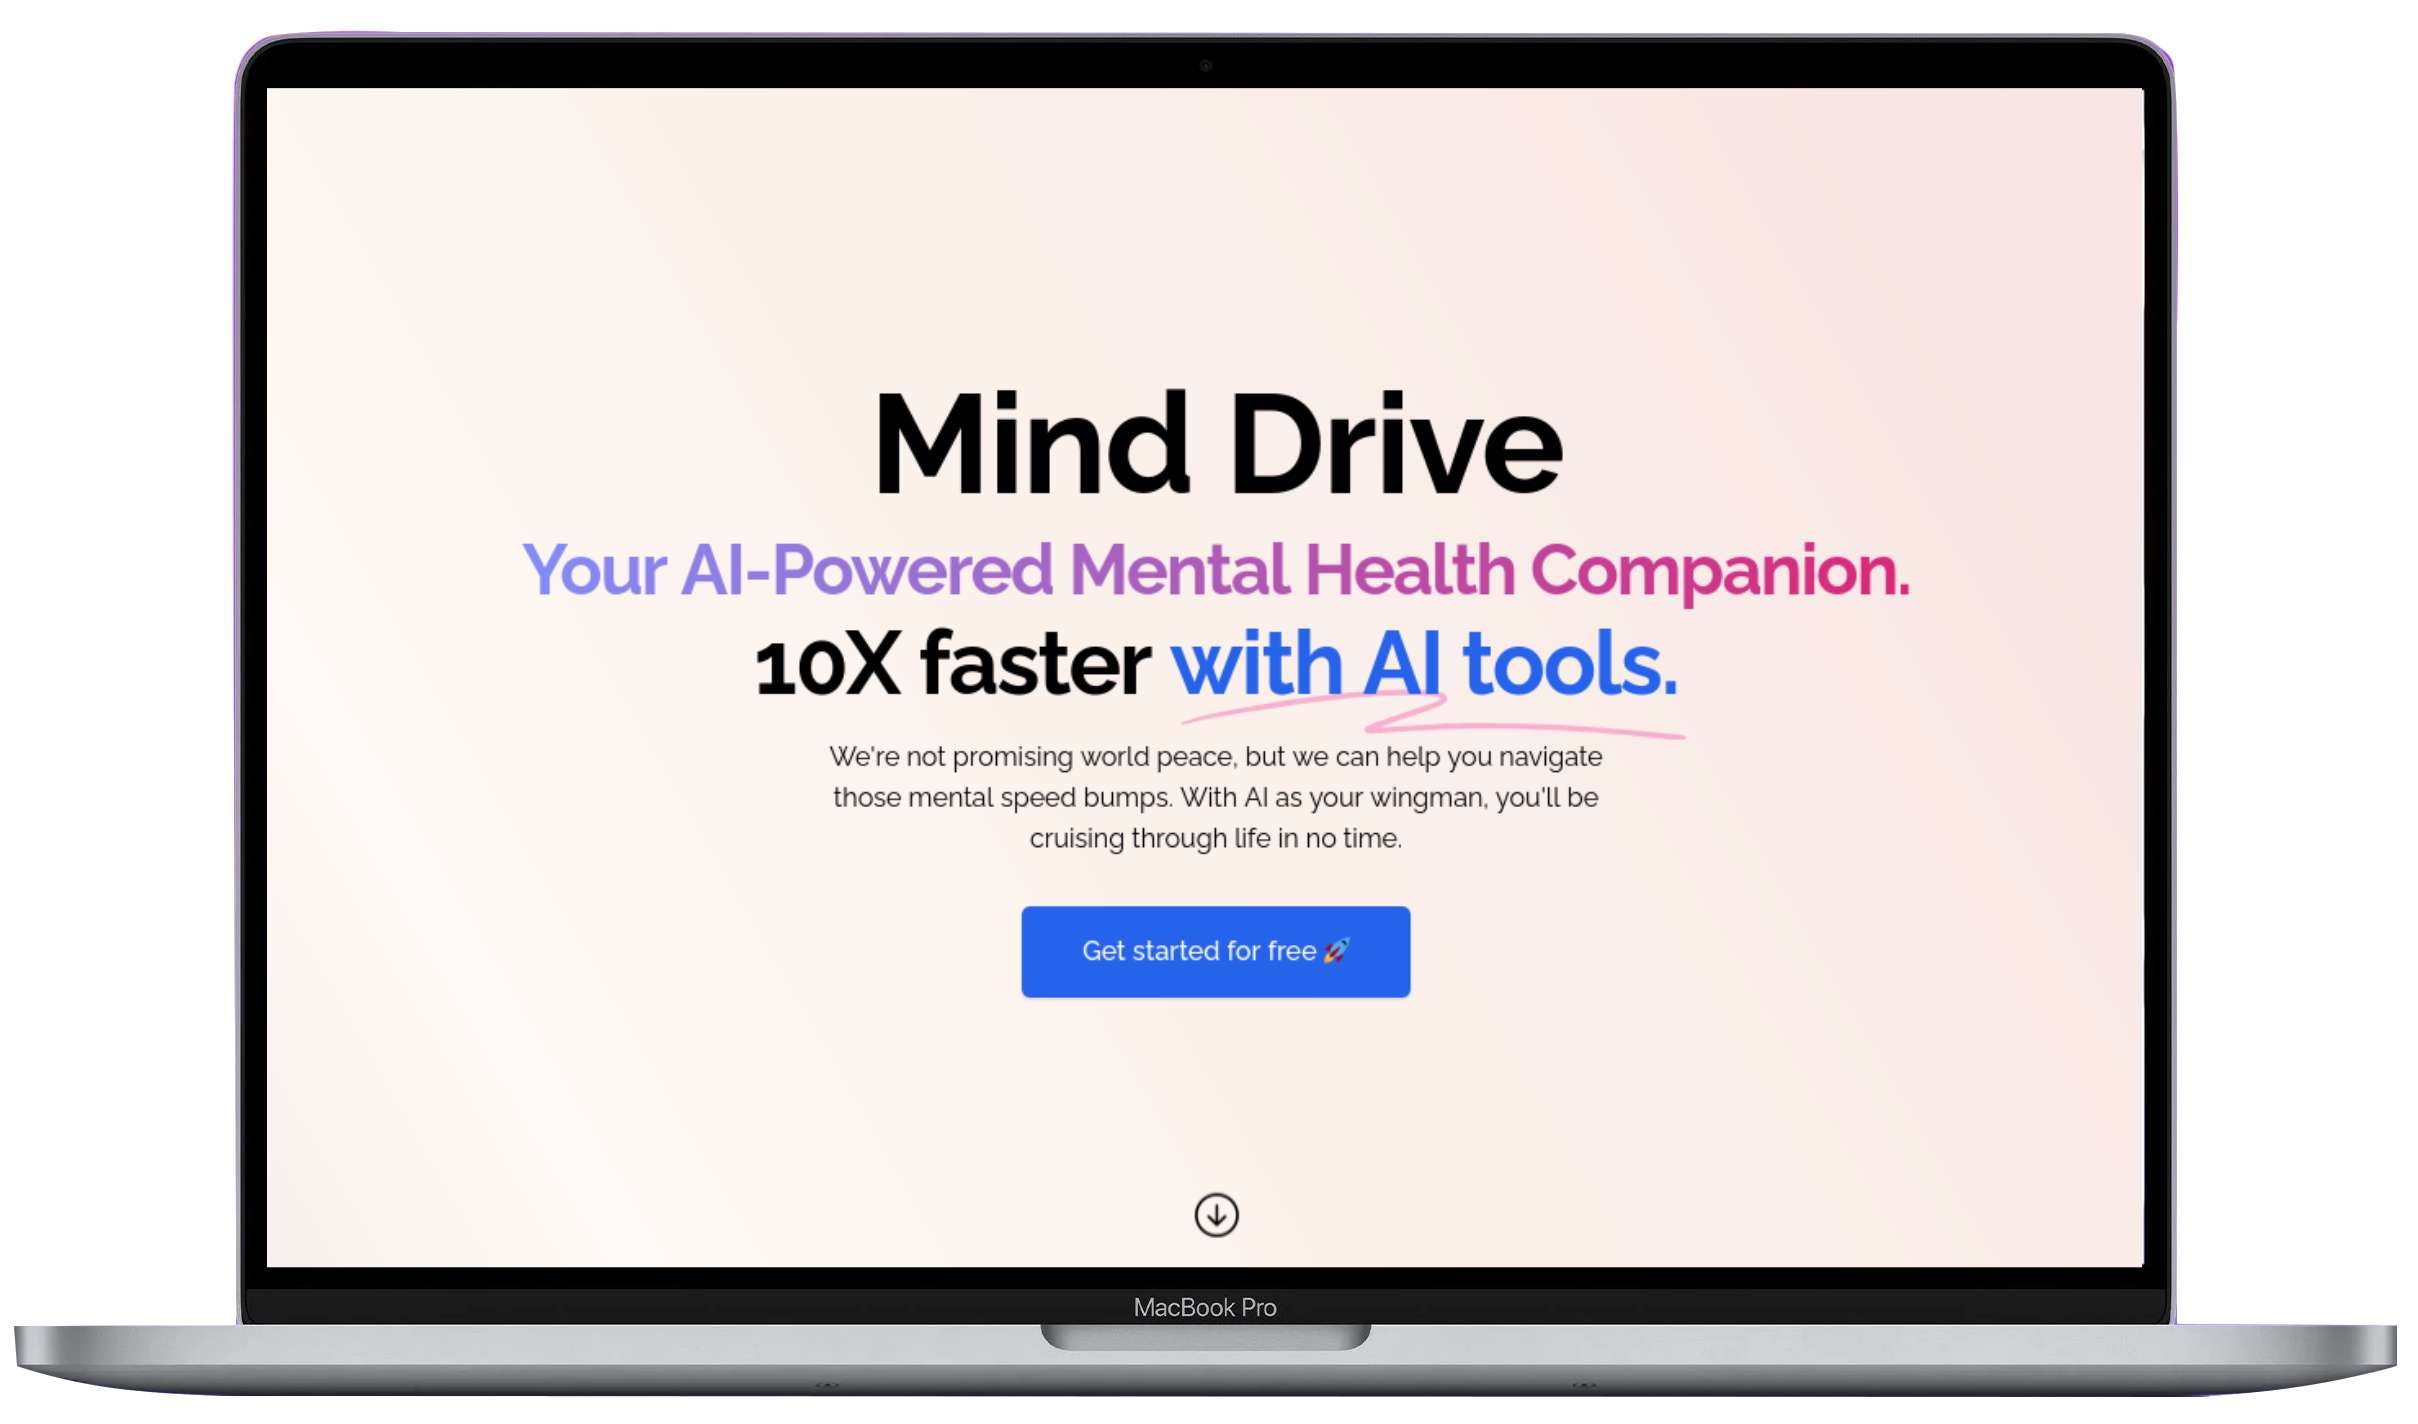 Mind Drive
Your AI-Powered Mental Health Companion.
10X faster with AI tools.
We're not promising world peace, but we can help you navigate
those mental speed bumps. With AI as your wingman, you'll be
cruising through life in no time.
Get started for free 🚀
MacBook Pro